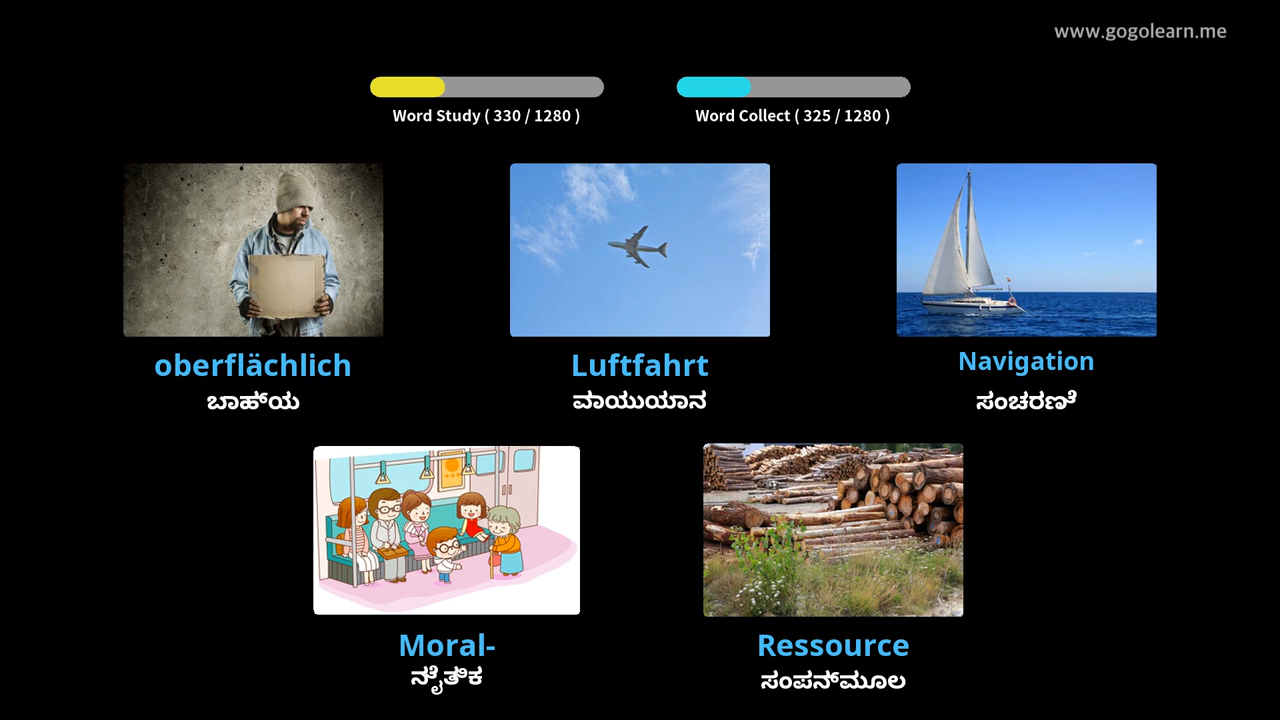 www.gogolearn.me
Word Study ( 330 / 1280 )
Word Collect ( 325 / 1280 )
oberflächlich
ಬಾಹ್ಯ
Luftfahrt
ವಾಯುಯಾನ
Navigation
ಸಂಚರಣೆ
Moral-
ನೈತಿಕ
Ressource
ಸಂಪನ್ಮೂಲ